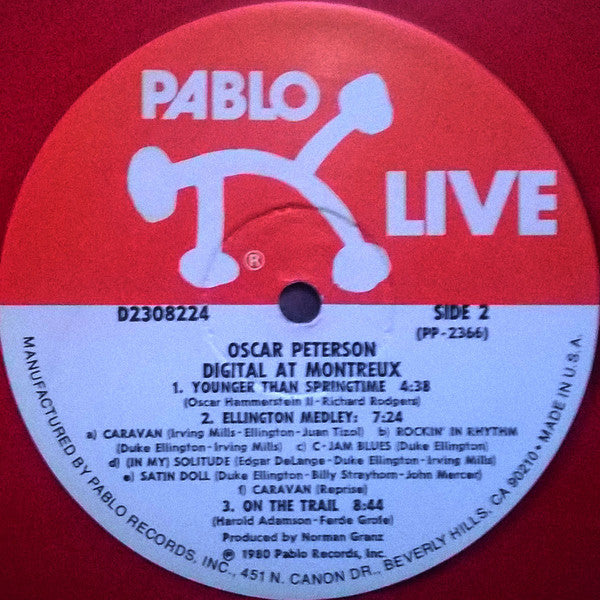 PABLO
LIVE
®
D2308224 SIDE 2
(PP-2366)
OSCAR PETERSON
DIGITAL AT MONTREUX
1. YOUNGER THAN SPRINGTIME 4:38
(Oscar Hammerstein II-Richard Rodgers)
2. ELLINGTON MEDLEY: 7:24
a) CARAVAN (Irving Mills-Ellington-Juan Tizol) b) ROCKIN' IN RHYTHM
(Duke Ellington-Irving Mills) c) C-JAM BLUES (Duke Ellington)
d) (IN MY) SOLITUDE (Edgar DeLange-Duke Ellington-Irving Mills)
e) SATIN DOLL (Duke Ellington-Billy Strayhorn-John Mercer)
f) CARAVAN (Reprise)
3. ON THE TRAIL 8:44
(Harold Adamson-Ferde Grofe)
Produced by Norman Granz
℗ 1980 Pablo Records, Inc.
MANUFACTURED BY PABLO RECORDS, INC., 451 N. CANON DR., BEVERLY HILLS, CA 90210-MADE IN U.S.A.